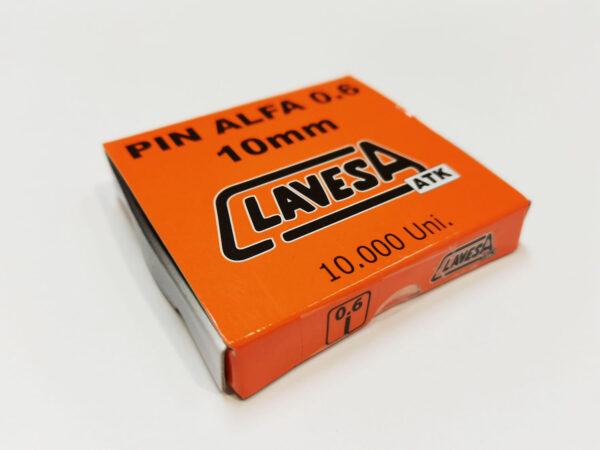 PIN ALFA 0.6
10mm
CLAVESA
ATK
10.000 Uni.
0.6
CLAVESA